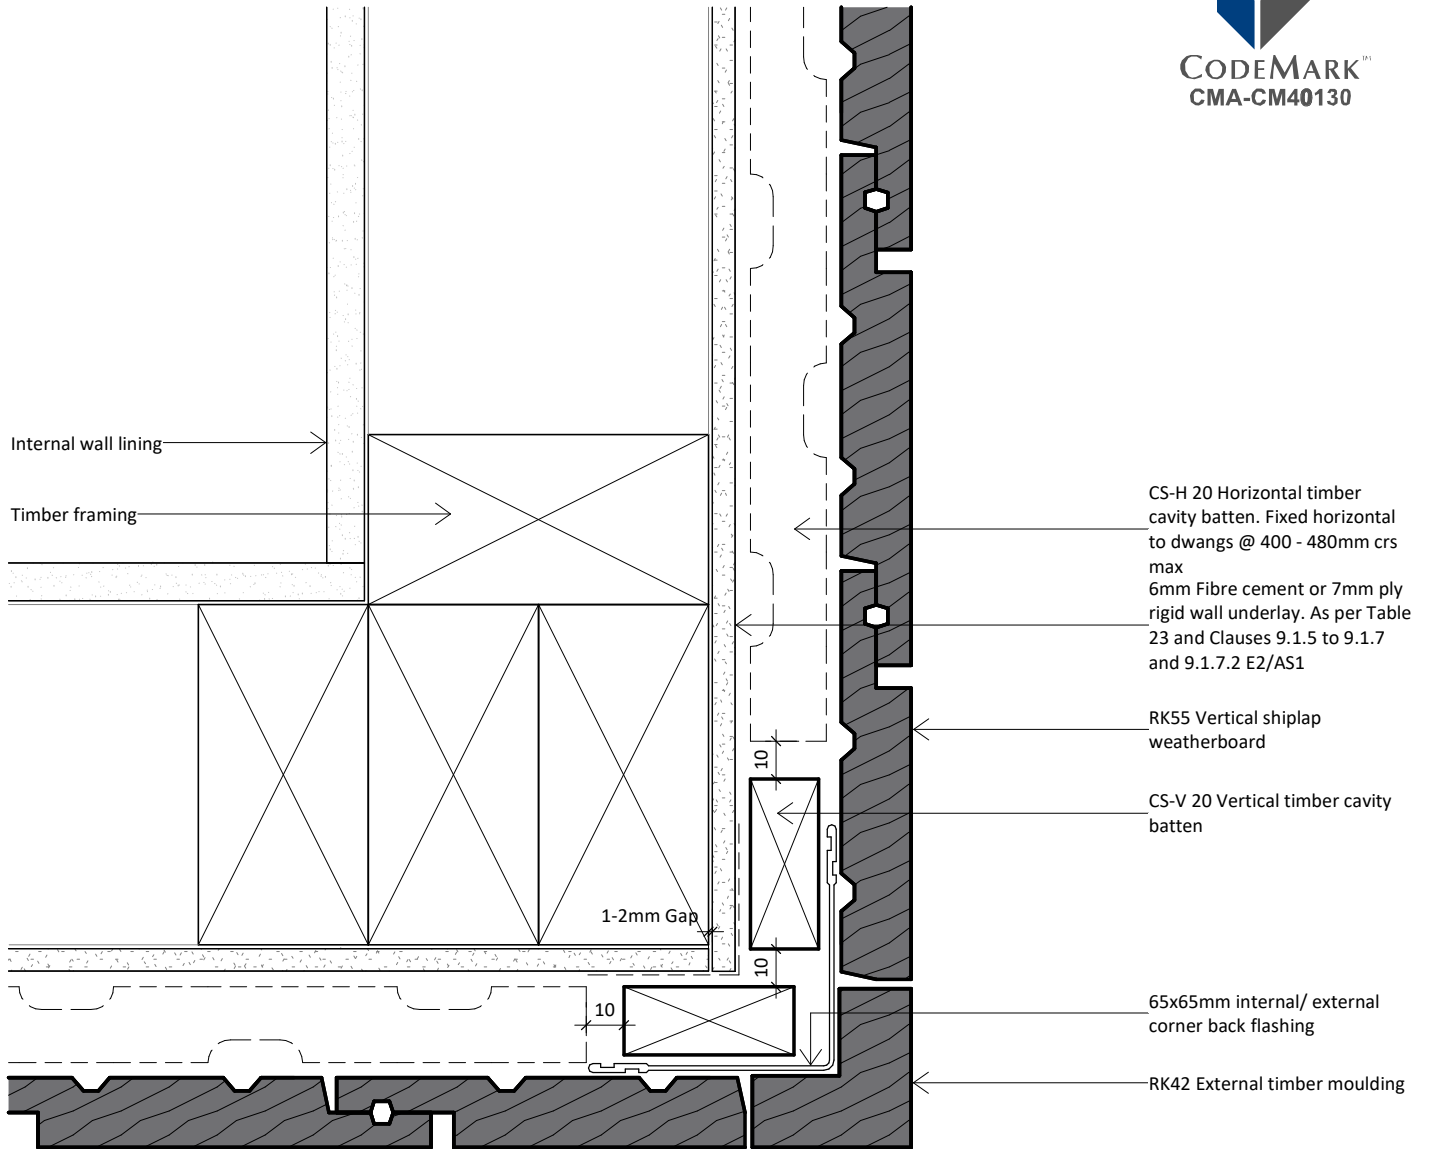 CODEMARK™
CMA-CM40130
Internal wall lining
Timber framing
CS-H 20 Horizontal timber
cavity batten. Fixed horizontal
to dwangs @ 400 - 480mm crs
max
6mm Fibre cement or 7mm ply
rigid wall underlay. As per Table
23 and Clauses 9.1.5 to 9.1.7
and 9.1.7.2 E2/AS1
RK55 Vertical shiplap
weatherboard
10
CS-V 20 Vertical timber cavity
batten
1-2mm Gap
10
10
65x65mm internal/ external
corner back flashing
RK42 External timber moulding